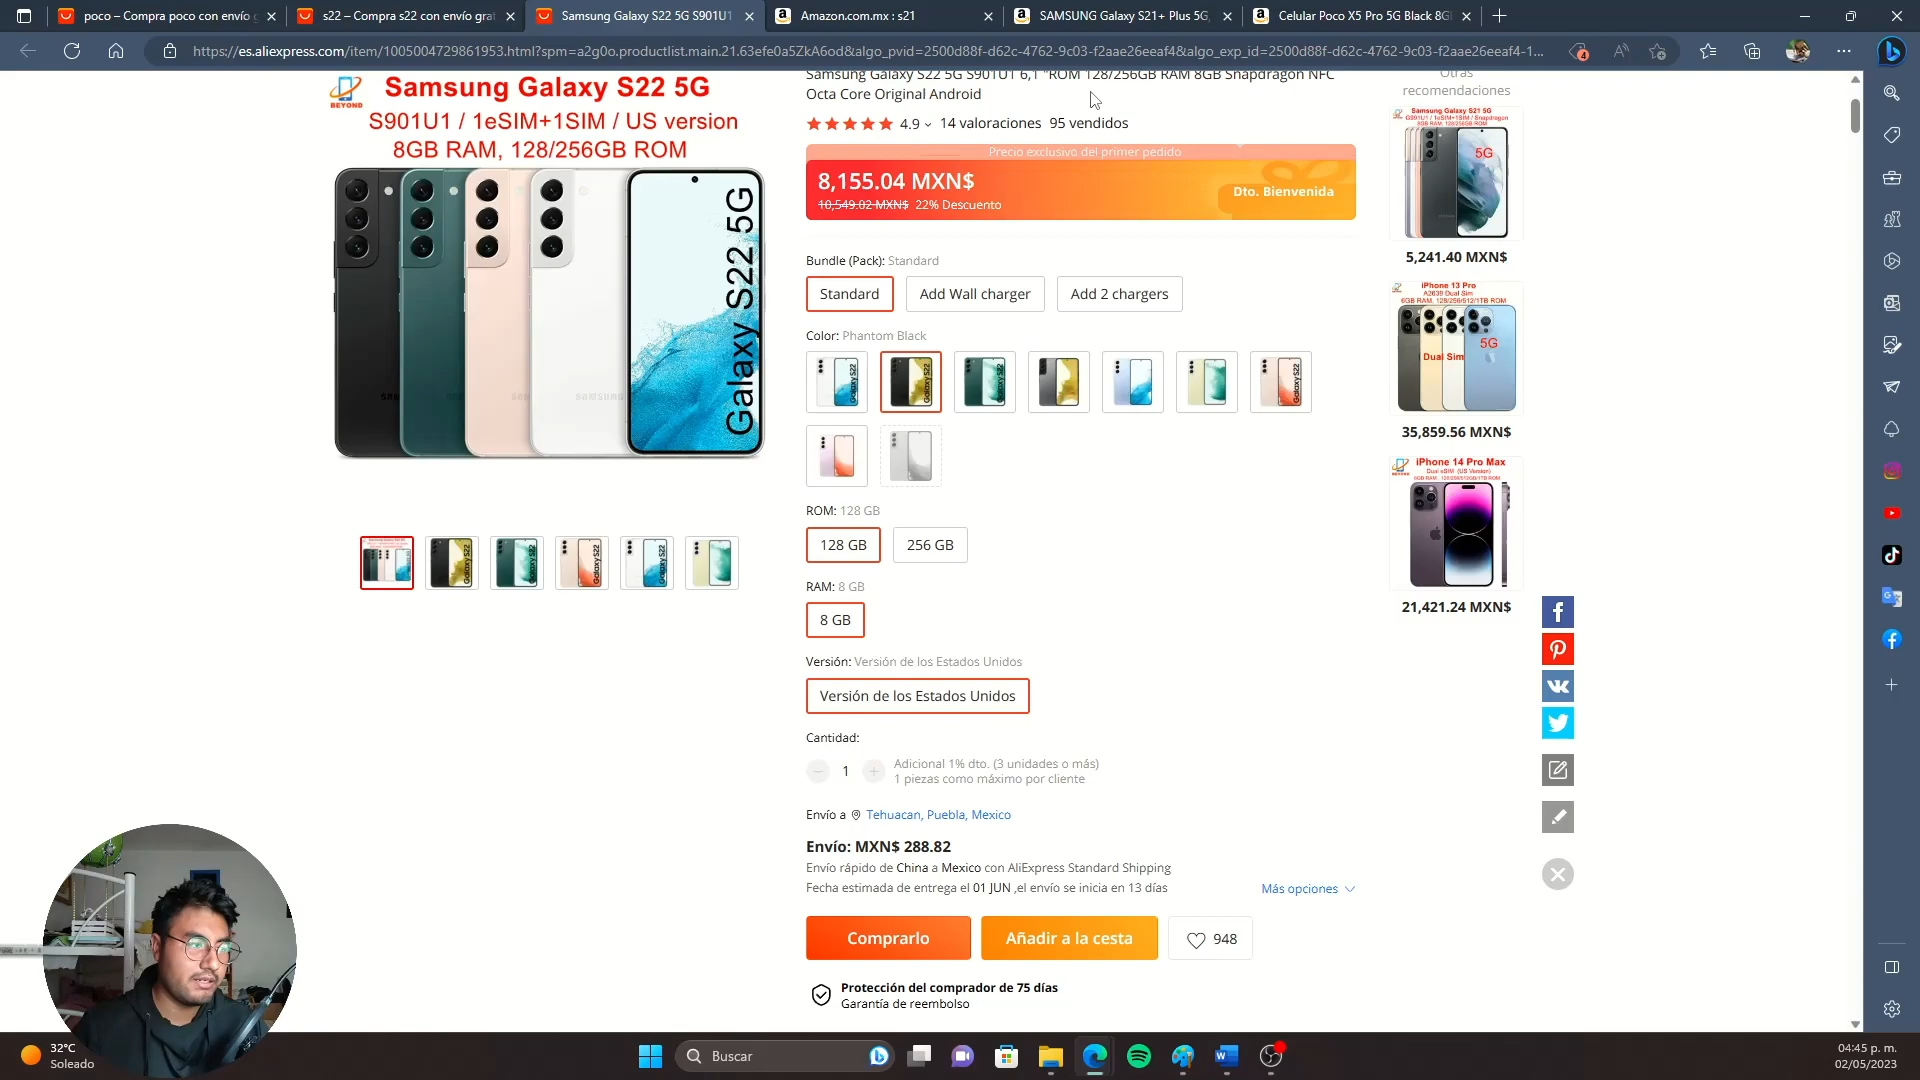 poco – Compra poco con envío g
s22 – Compra s22 con envío grat
Samsung Galaxy S22 5G S901U1
Amazon.com.mx : s21
SAMSUNG Galaxy S21+ Plus 5G,
Celular Poco X5 Pro 5G Black 8G
https://es.aliexpress.com/item/1005004729861953.html?spm=a2g0o.productlist.main.21.63efe0a5ZkA6od&algo_pvid=2500d88f-d62c-4762-9c03-f2aae26eeaf4&algo_exp_id=2500d88f-d62c-4762-9c03-f2aae26eeaf4-1...
BEYOND
Samsung Galaxy S22 5G
S901U1 / 1eSIM+1SIM / US version
8GB RAM, 128/256GB ROM
Galaxy S22 5G
SAMSUNG
Samsung Galaxy S22 5G S901U1 6,1 "ROM 128/256GB RAM 8GB Snapdragon NFC
Octa Core Original Android
4.9 14 valoraciones 95 vendidos
Precio exclusivo del primer pedido
8,155.04 MXN$
10,549.02 MXN$ 22% Descuento
Dto. Bienvenida
Bundle (Pack): Standard
Standard
Add Wall charger
Add 2 chargers
Color: Phantom Black
ROM: 128 GB
128 GB
256 GB
RAM: 8 GB
8 GB
Versión: Versión de los Estados Unidos
Versión de los Estados Unidos
Cantidad:
1
Adicional 1% dto. (3 unidades o más)
1 piezas como máximo por cliente
Envío a Tehuacan, Puebla, Mexico
Envío: MXN$ 288.82
Envío rápido de China a Mexico con AliExpress Standard Shipping
Fecha estimada de entrega el 01 JUN ,el envío se inicia en 13 días
Más opciones
Comprarlo
Añadir a la cesta
948
Protección del comprador de 75 días
Garantía de reembolso
Otras
recomendaciones
Samsung Galaxy S21 5G
G991U1 / 1eSIM+1SIM / Snapdragon
8GB RAM, 128/256GB ROM
5G
5,241.40 MXN$
iPhone 13 Pro
A2639 Dual Sim
6GB RAM, 128/256/512/1TB ROM
5G
Dual Sim
35,859.56 MXN$
iPhone 14 Pro Max
Dual eSIM (US Version)
6GB RAM, 128/256/512GB/1TB ROM
21,421.24 MXN$
32°C
Soleado
Buscar
04:45 p. m.
02/05/2023